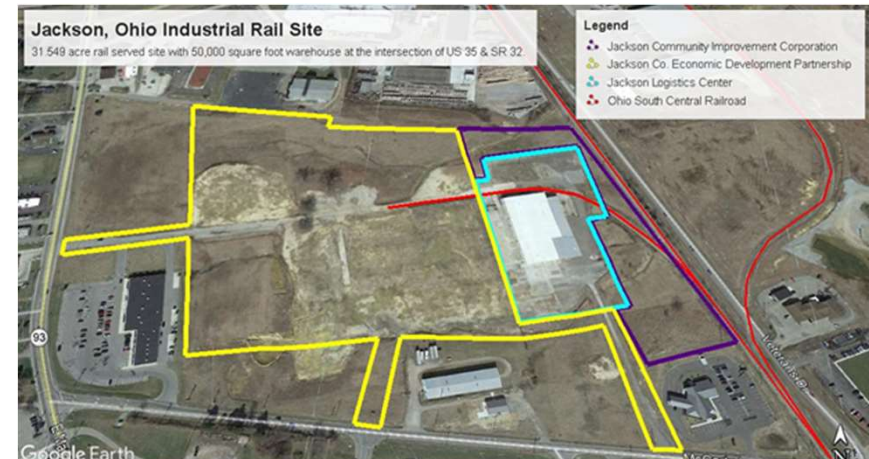 Jackson, Ohio Industrial Rail Site
31.549 acre rail served site with 50,000 square foot warehouse at the intersection of US 35 & SR 32.
Legend
Jackson Community Improvement Corporation
Jackson Co. Economic Development Partnership
Jackson Logistics Center
Ohio South Central Railroad
93
Veterans Dr
Google Earth
N